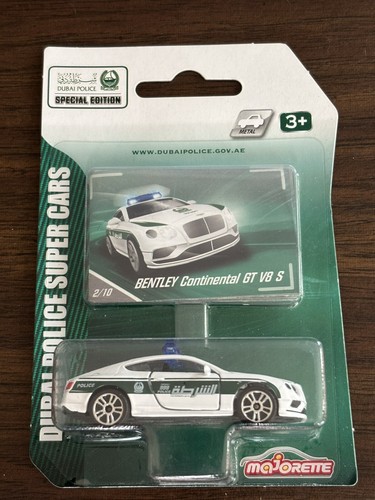 DUBAI POLICE
SPECIAL EDITION
METAL
3+
WWW.DUBAIPOLICE.GOV.AE
DUBAI POLICE SUPER CARS
BENTLEY Continental GT V8 S
2/10
POLICE
الشرطة
POLICE
majORETTE